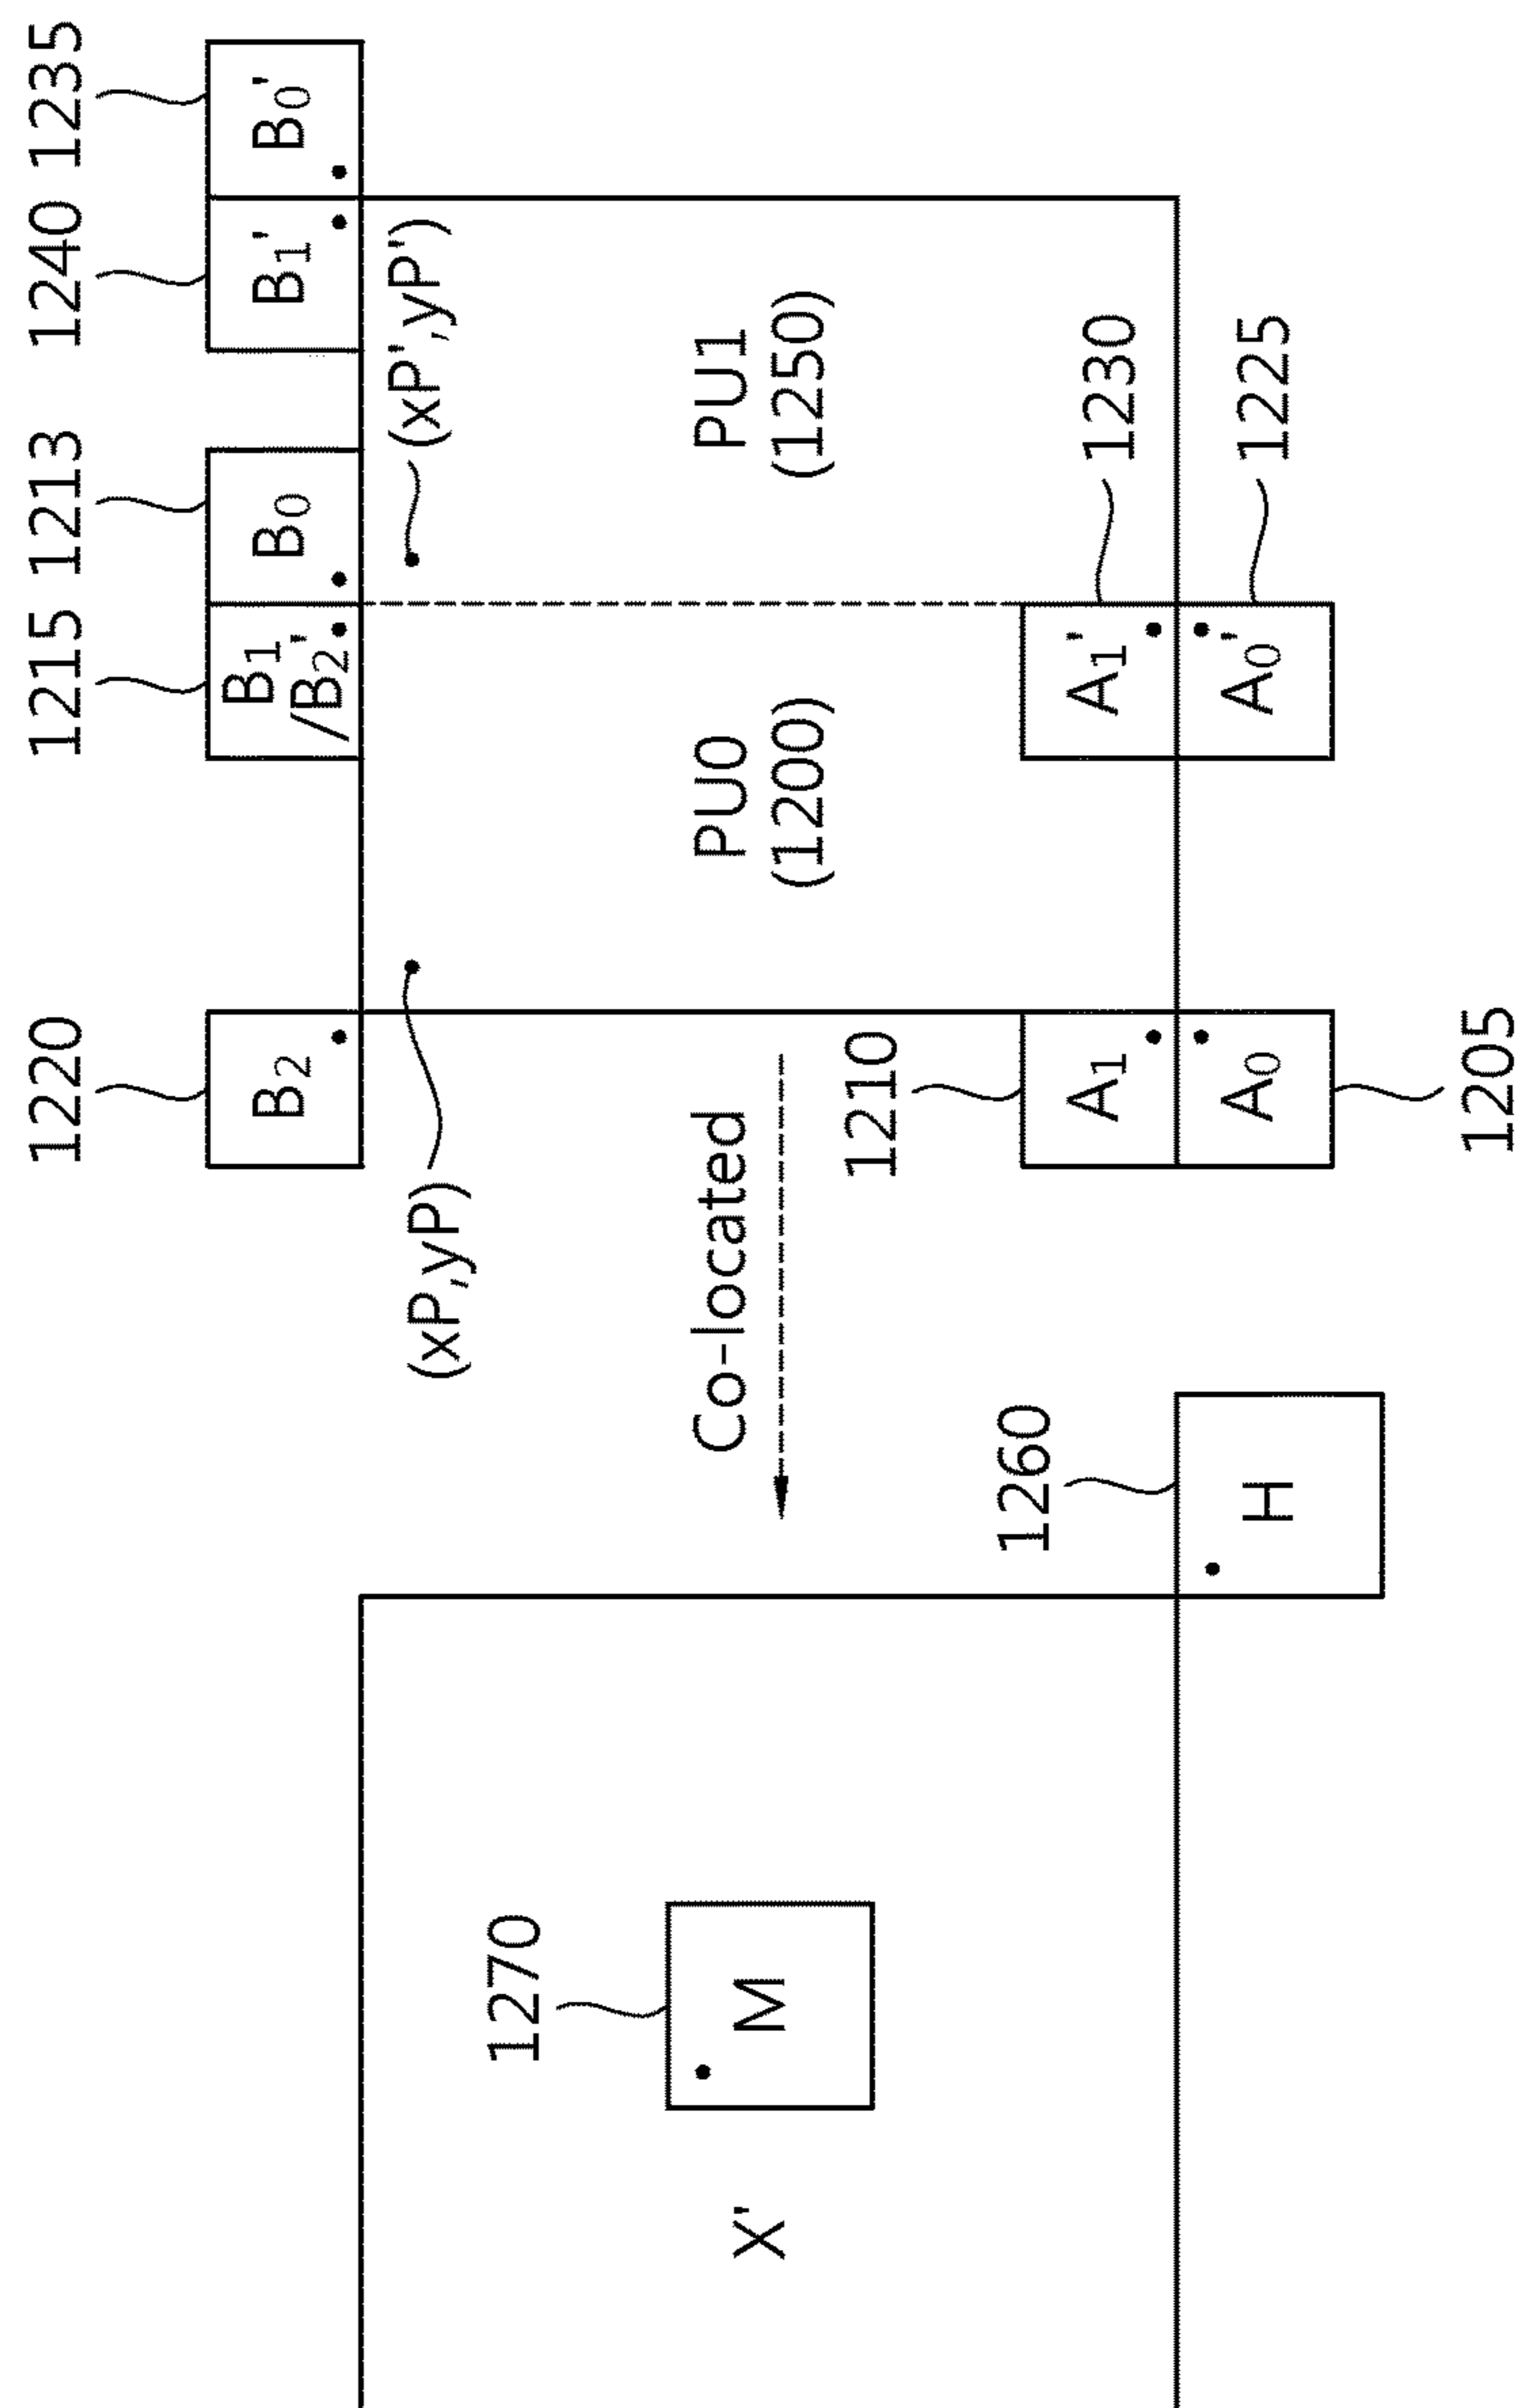 1220
1215
1213
1240
1235
B₂
B₁
/B₂'
B₀
B₁'
B₀'
(xP,yP)
(xP',yP')
1270
X'
M
Co-located
PU0
(1200)
PU1
(1250)
1210
1260
A₁
A₁'
1230
H
A₀
A₀'
1225
1205